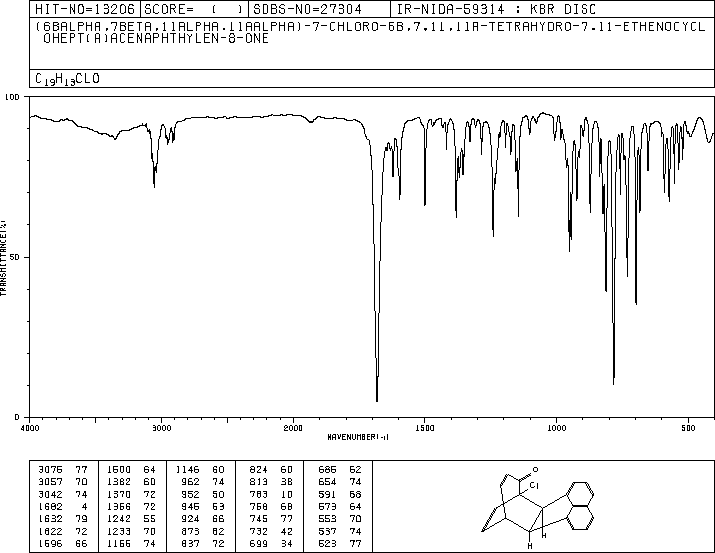 HIT-NO=13206 SCORE= ( ) SDBS-NO=27304 IR-NIDA-59314 : KBR DISC
(6BALPHA,7BETA,11ALPHA,11AALPHA)-7-CHLORO-6B,7,11,11A-TETRAHYDRO-7,11-ETHENOCYCL
OHEPT(A)ACENAPHTHYLEN-8-ONE
C19H13CLO
100
50
0
TRANSMITTANCE(%)
4000 3000 2000 1500 1000 500
WAVENUMBER(-1)
3076 77 1500 64 1146 60 824 60 686 62
3057 70 1382 60 962 74 813 38 654 74
3042 74 1370 72 952 50 783 10 591 68
1682 4 1366 72 945 63 768 68 573 64
1632 79 1242 55 924 66 745 77 553 70
1622 72 1233 70 873 62 732 42 537 74
1596 66 1166 74 837 72 699 34 523 77
O
Cl
H
H